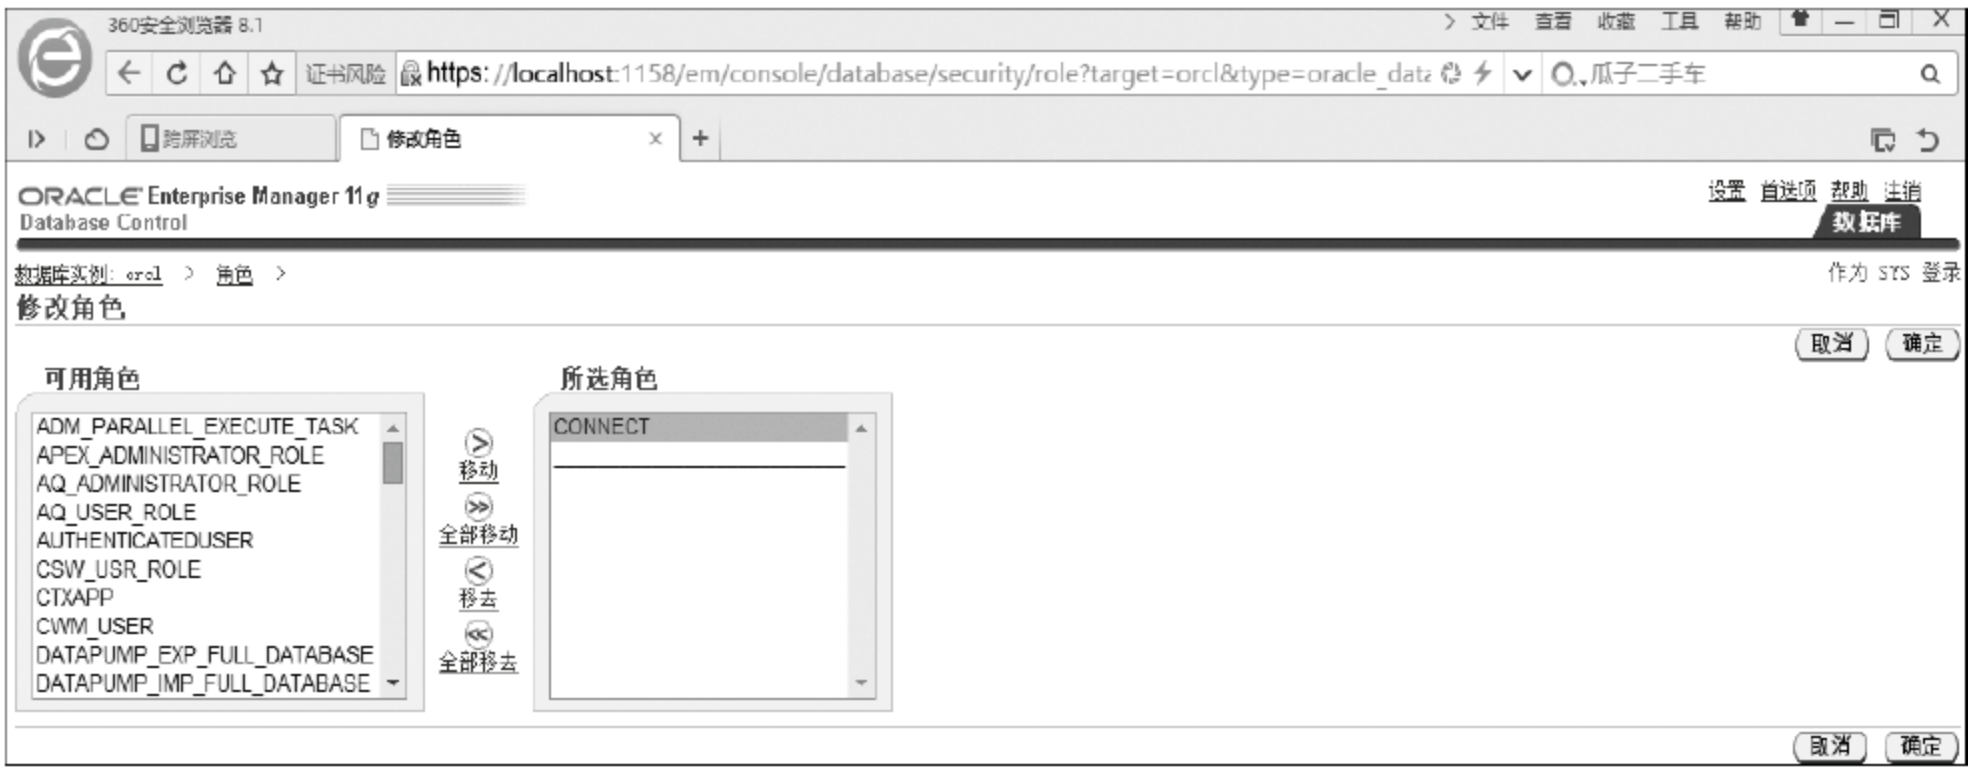 360安全浏览器 8.1
文件 查看 收藏 工具 帮助
证书风险 https://localhost:1158/em/console/database/security/role?target=orcl&type=oracle_data 瓜子二手车
跨屏浏览 修改角色
ORACLE Enterprise Manager 11g
Database Control
设置 首选项 帮助 注销
数据库
数据库实例: orcl > 角色 >
作为 SYS 登录
修改角色
取消 确定
可用角色
ADM_PARALLEL_EXECUTE_TASK
APEX_ADMINISTRATOR_ROLE
AQ_ADMINISTRATOR_ROLE
AQ_USER_ROLE
AUTHENTICATEDUSER
CSW_USR_ROLE
CTXAPP
CWM_USER
DATAPUMP_EXP_FULL_DATABASE
DATAPUMP_IMP_FULL_DATABASE
移动
全部移动
移去
全部移去
所选角色
CONNECT
取消 确定